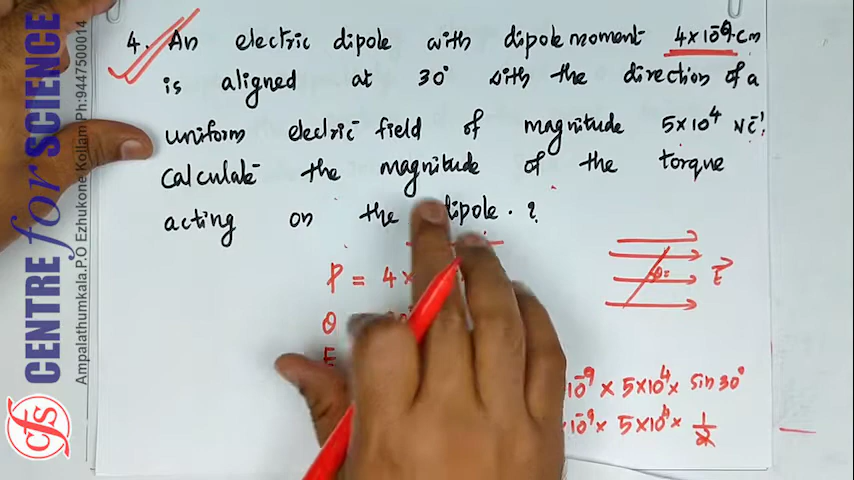 4. An electric dipole with dipole moment 4×10⁻⁹ Cm
is aligned at 30° with the direction of a
uniform electric field of magnitude 5×10⁴ NC⁻¹.
Calculate the magnitude of the torque
acting on the dipole. ?
P = 4×
θ
E
θ= E⃗
10⁻⁹ × 5×10⁴ × sin 30°
×10⁻⁹ × 5×10⁴ × 1/2
CENTRE for SCIENCE
Ampalathumkala.P.O Ezhukone Kollam Ph:9447500014
CfS